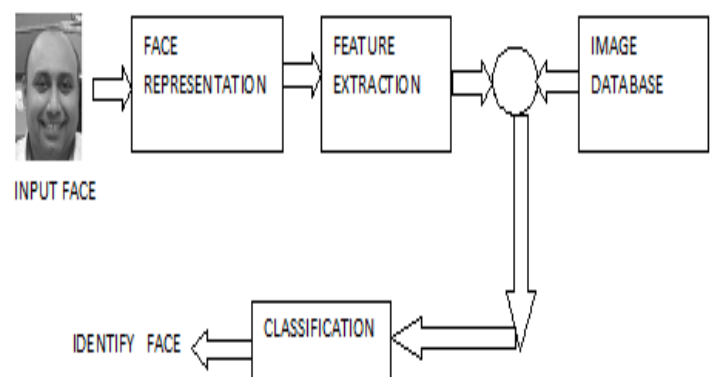 FACE
REPRESENTATION
FEATURE
EXTRACTION
IMAGE
DATABASE
INPUT FACE
CLASSIFICATION
IDENTIFY FACE